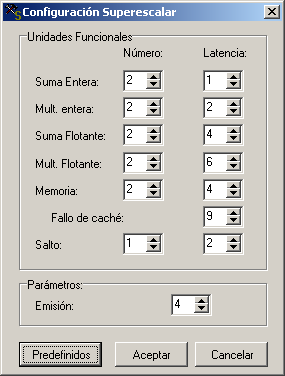 Configuración Superescalar
Unidades Funcionales
Número: Latencia:
Suma Entera: 2 1
Mult. entera: 2 2
Suma Flotante: 2 4
Mult. Flotante: 2 6
Memoria: 2 4
Fallo de caché: 9
Salto: 1 2
Parámetros:
Emisión: 4
Predefinidos Aceptar Cancelar